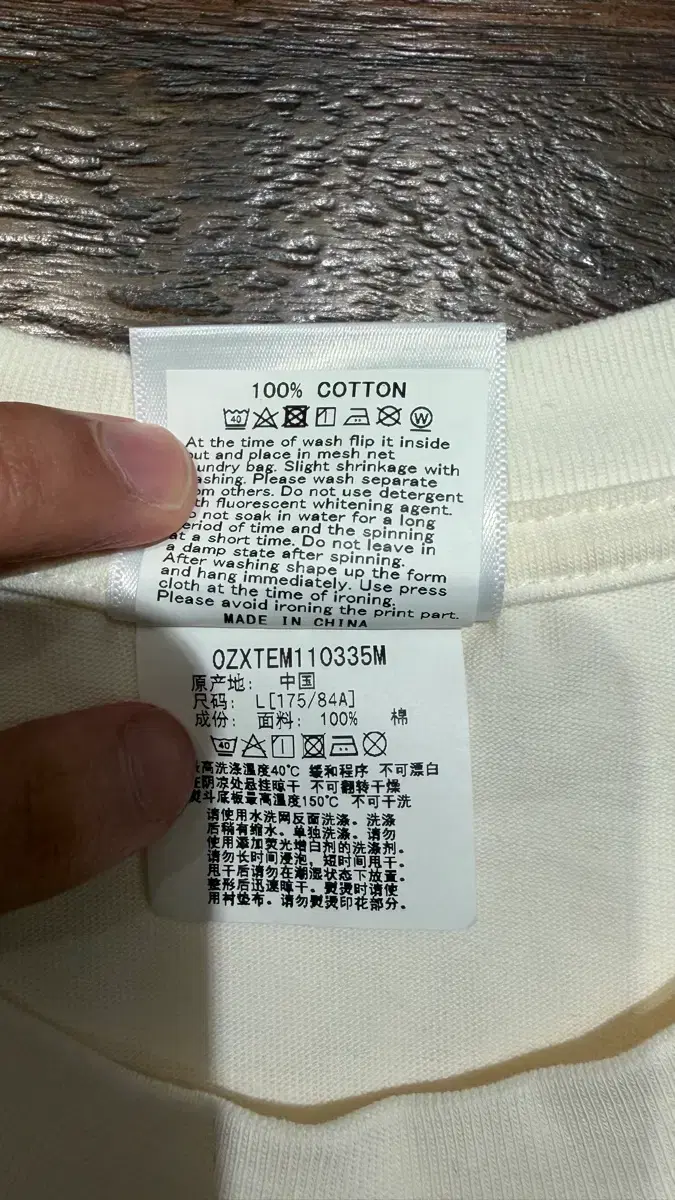 100% COTTON
40 W
At the time of wash flip it inside
out and place in mesh net
laundry bag. Slight shrinkage with
washing. Please wash separate
from others. Do not use detergent
with fluorescent whitening agent.
Do not soak in water for a long
period of time and the spinning
at a short time. Do not leave in
a damp state after spinning.
After washing shape up the form
and hang immediately. Use press
cloth at the time of ironing.
Please avoid ironing the print part.
MADE IN CHINA
OZXTEM110335M
原产地: 中国
尺码: L[175/84A]
成份: 面料: 100% 棉
40
最高洗涤温度40℃ 缓和程序 不可漂白
在阴凉处悬挂晾干 不可翻转干燥
熨斗底板最高温度150℃ 不可干洗
请使用水洗网反面洗涤。洗涤
后稍有缩水。单独洗涤。请勿
使用添加荧光增白剂的洗涤剂。
请勿长时间浸泡，短时间甩干。
甩干后请勿在潮湿状态下放置。
整形后迅速晾干。熨烫时请使
用衬垫布。请勿熨烫印花部分。